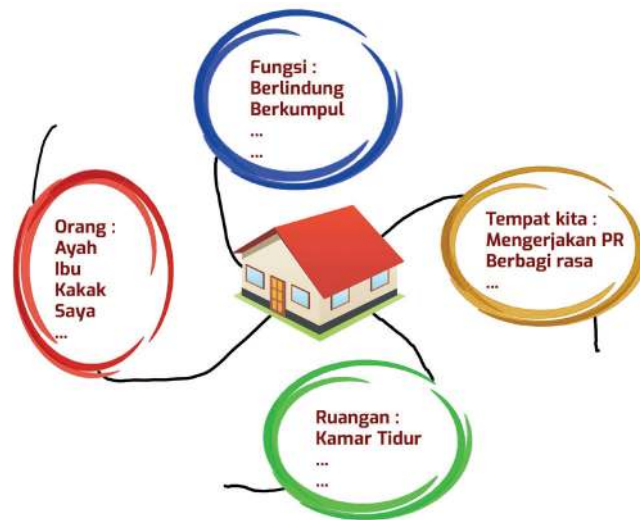 Fungsi :
Berlindung
Berkumpul
...
...
Orang :
Ayah
Ibu
Kakak
Saya
...
Tempat kita :
Mengerjakan PR
Berbagi rasa
...
Ruangan :
Kamar Tidur
...
...